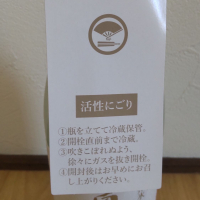 活性にごり
①瓶を立てて冷蔵保管。
②開栓直前まで冷蔵。
③吹きこぼれぬよう、
徐々にガスを抜き開栓。
④開封後はお早めにお召
し上がりください。